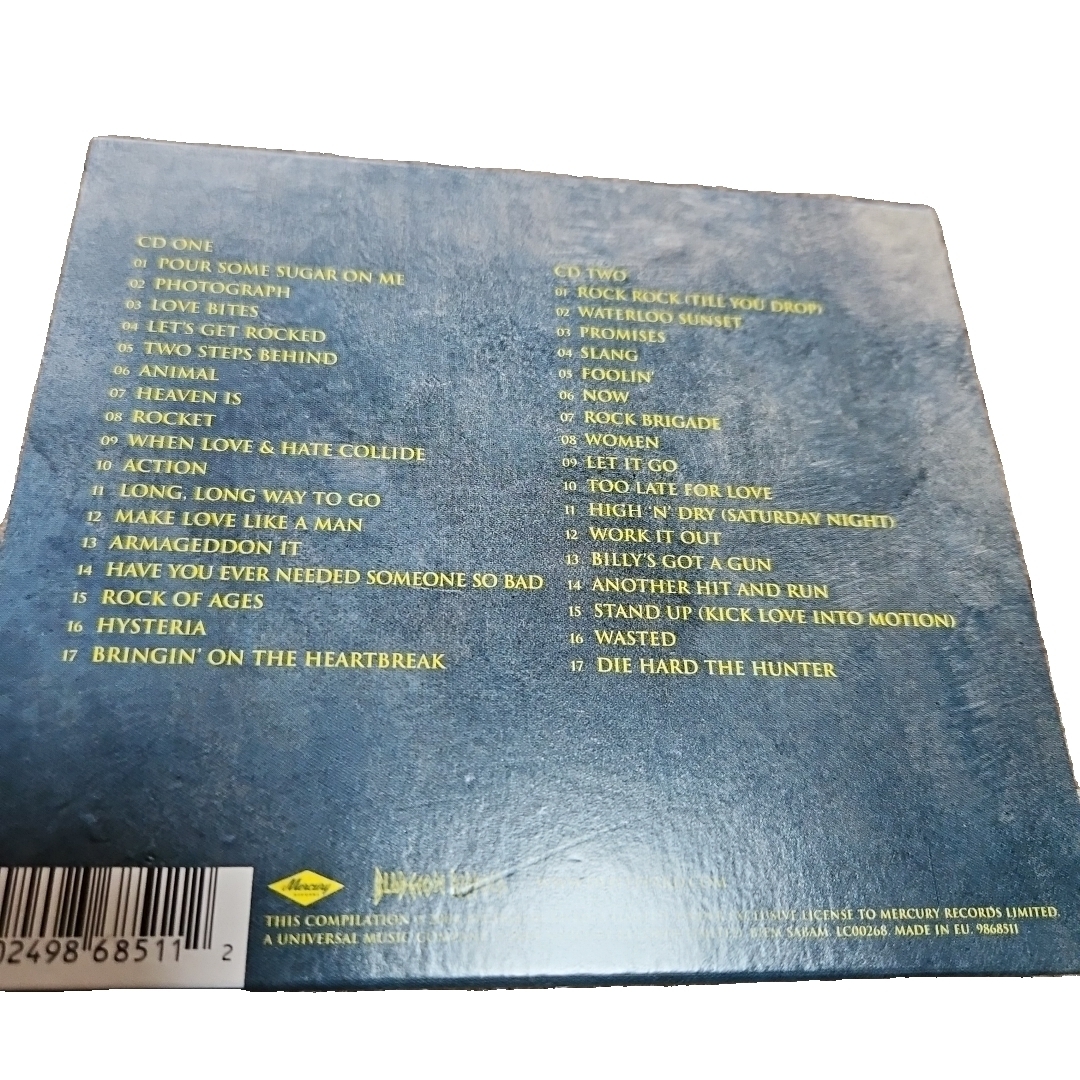 CD ONE
01 POUR SOME SUGAR ON ME
02 PHOTOGRAPH
03 LOVE BITES
04 LET'S GET ROCKED
05 TWO STEPS BEHIND
06 ANIMAL
07 HEAVEN IS
08 ROCKET
09 WHEN LOVE & HATE COLLIDE
10 ACTION
11 LONG, LONG WAY TO GO
12 MAKE LOVE LIKE A MAN
13 ARMAGEDDON IT
14 HAVE YOU EVER NEEDED SOMEONE SO BAD
15 ROCK OF AGES
16 HYSTERIA
17 BRINGIN' ON THE HEARTBREAK
CD TWO
01 ROCK ROCK (TILL YOU DROP)
02 WATERLOO SUNSET
03 PROMISES
04 SLANG
05 FOOLIN'
06 NOW
07 ROCK BRIGADE
08 WOMEN
09 LET IT GO
10 TOO LATE FOR LOVE
11 HIGH 'N' DRY (SATURDAY NIGHT)
12 WORK IT OUT
13 BILLY'S GOT A GUN
14 ANOTHER HIT AND RUN
15 STAND UP (KICK LOVE INTO MOTION)
16 WASTED
17 DIE HARD THE HUNTER
02498 68511 2
Mercury
THIS COMPILATION LICENSE TO MERCURY RECORDS LIMITED.
A UNIVERSAL MUSIC BIEM SABAM. LC00268. MADE IN EU. 9868511